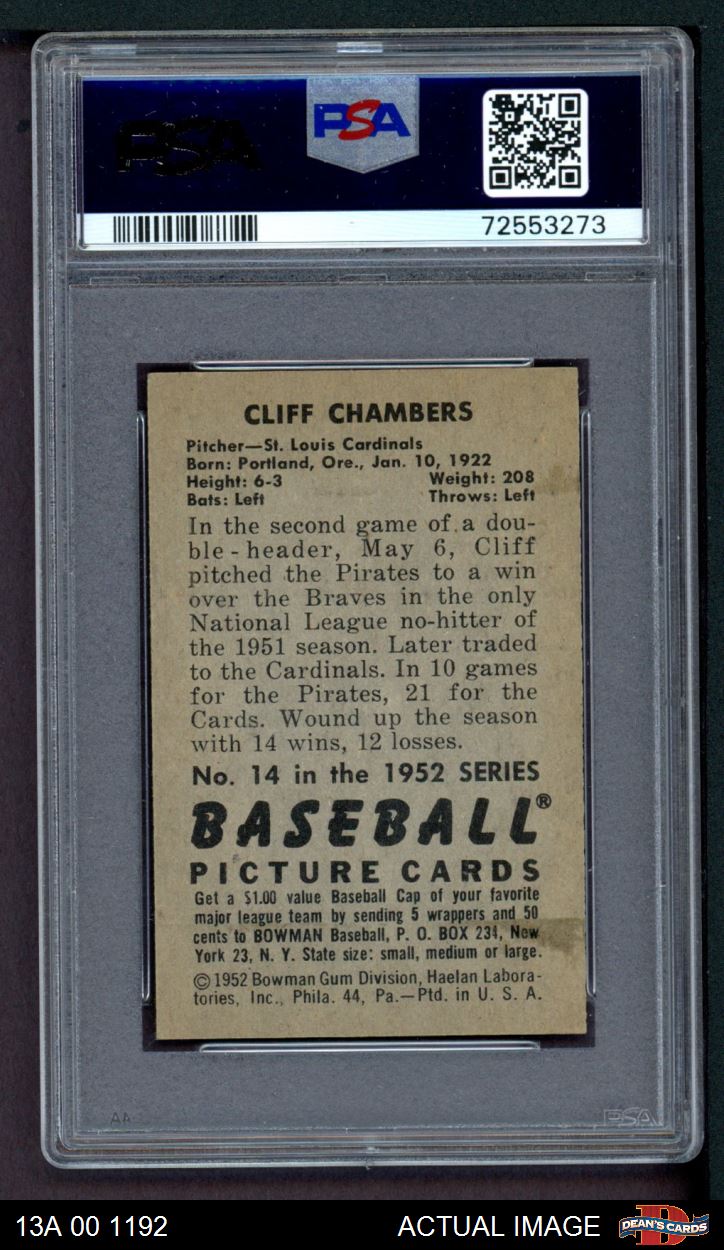 PSA
PSA
72553273
CLIFF CHAMBERS
Pitcher—St. Louis Cardinals
Born: Portland, Ore., Jan. 10, 1922
Height: 6-3 Weight: 208
Bats: Left Throws: Left
In the second game of a dou-
ble-header, May 6, Cliff
pitched the Pirates to a win
over the Braves in the only
National League no-hitter of
the 1951 season. Later traded
to the Cardinals. In 10 games
for the Pirates, 21 for the
Cards. Wound up the season
with 14 wins, 12 losses.
No. 14 in the 1952 SERIES
BASEBALL®
PICTURE CARDS
Get a $1.00 value Baseball Cap of your favorite
major league team by sending 5 wrappers and 50
cents to BOWMAN Baseball, P. O. BOX 234, New
York 23, N. Y. State size: small, medium or large.
©1952 Bowman Gum Division, Haelan Labora-
tories, Inc., Phila. 44, Pa.—Ptd. in U. S. A.
AA PSA
13A 00 1192 ACTUAL IMAGE DEAN'S CARDS